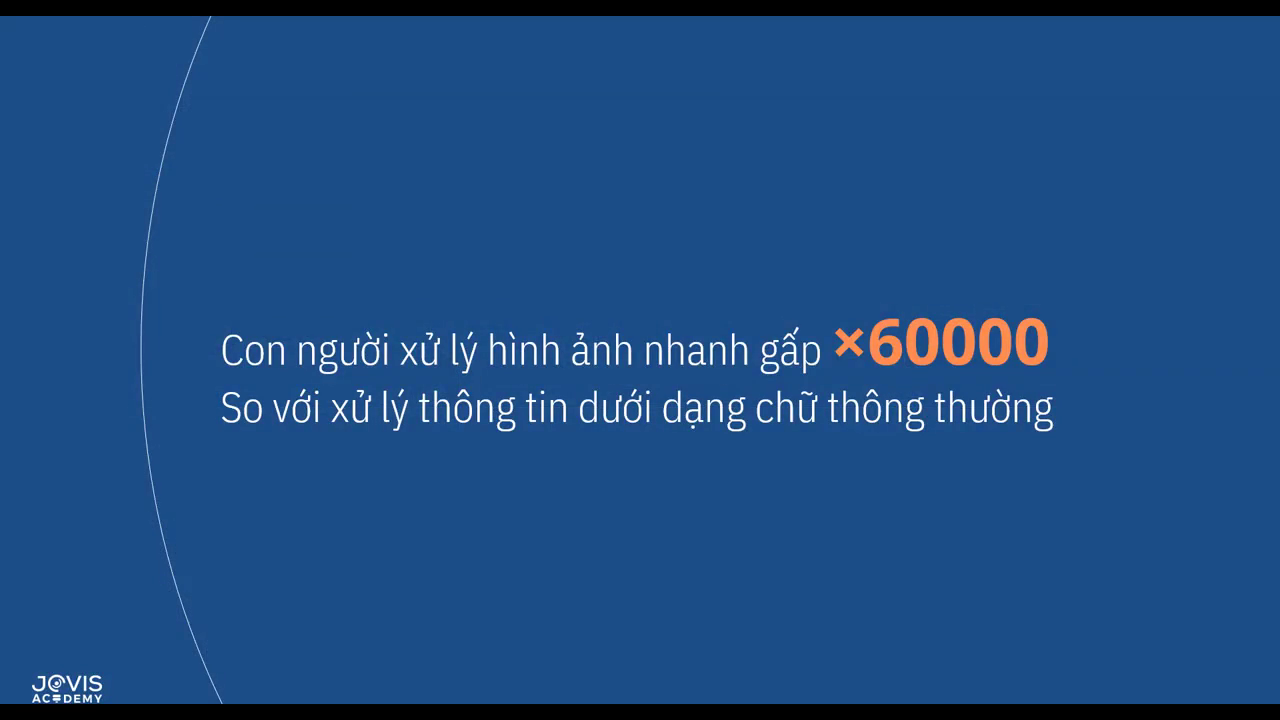 Con người xử lý hình ảnh nhanh gấp ×60000
So với xử lý thông tin dưới dạng chữ thông thường
JOVIS
ACADEMY